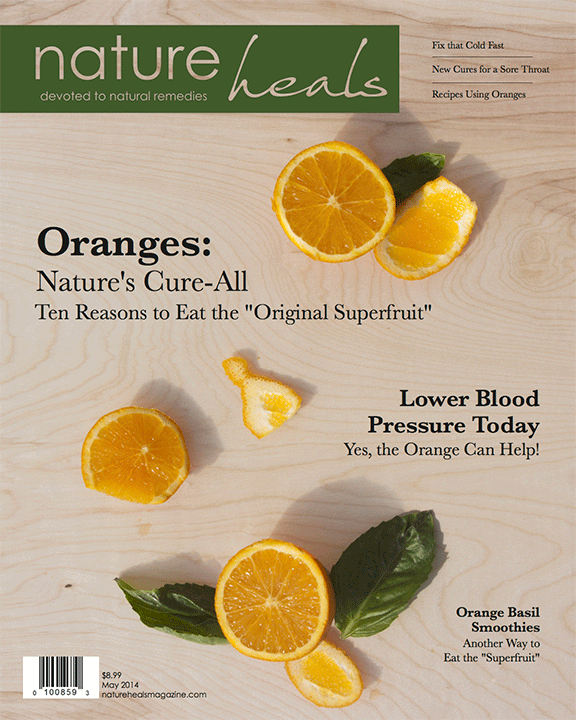 nature heals
devoted to natural remedies
Fix that Cold Fast
New Cures for a Sore Throat
Recipes Using Oranges
Oranges:
Nature's Cure-All
Ten Reasons to Eat the "Original Superfruit"
Lower Blood
Pressure Today
Yes, the Orange Can Help!
Orange Basil
Smoothies
Another Way to
Eat the "Superfruit"
0 100859 3
$8.99
May 2014
naturehealsmagazine.com